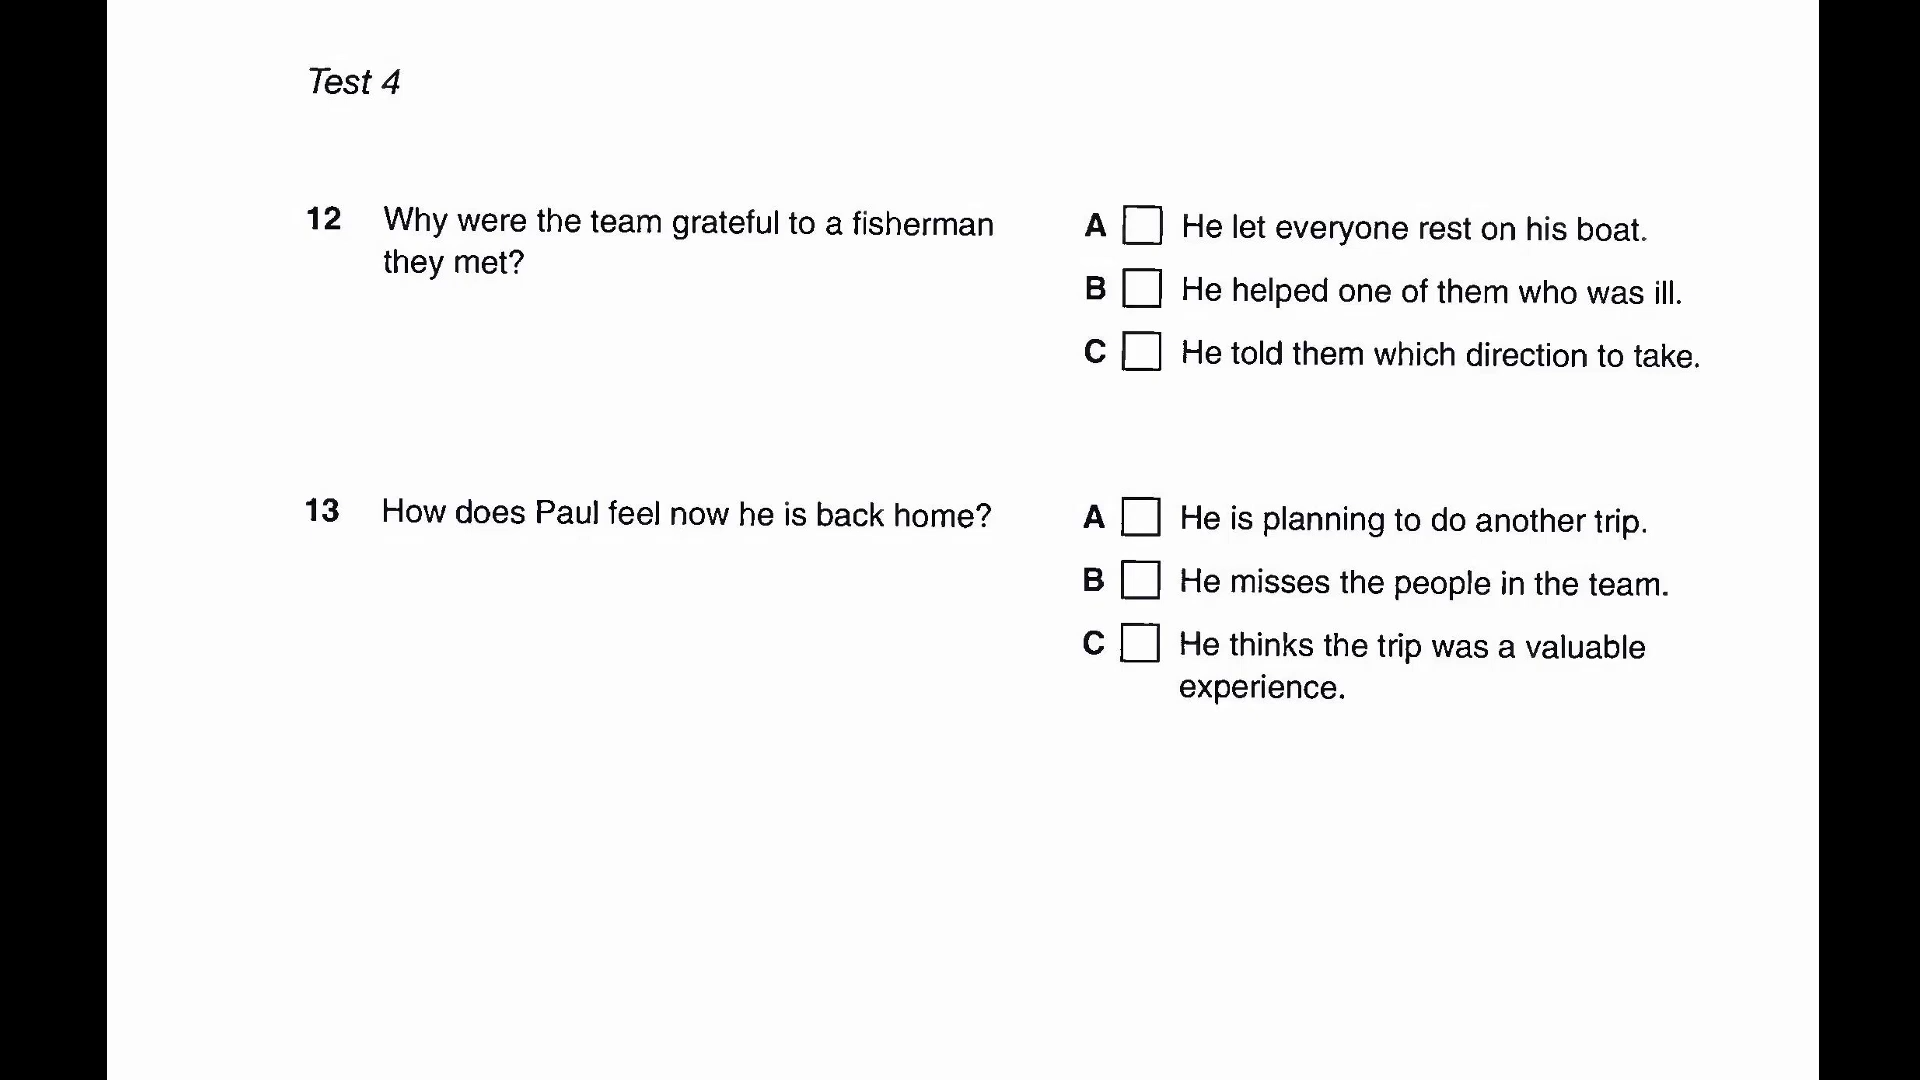 Test 4
12 Why were the team grateful to a fisherman
they met?
A He let everyone rest on his boat.
B He helped one of them who was ill.
C He told them which direction to take.
13 How does Paul feel now he is back home?
A He is planning to do another trip.
B He misses the people in the team.
C He thinks the trip was a valuable
experience.